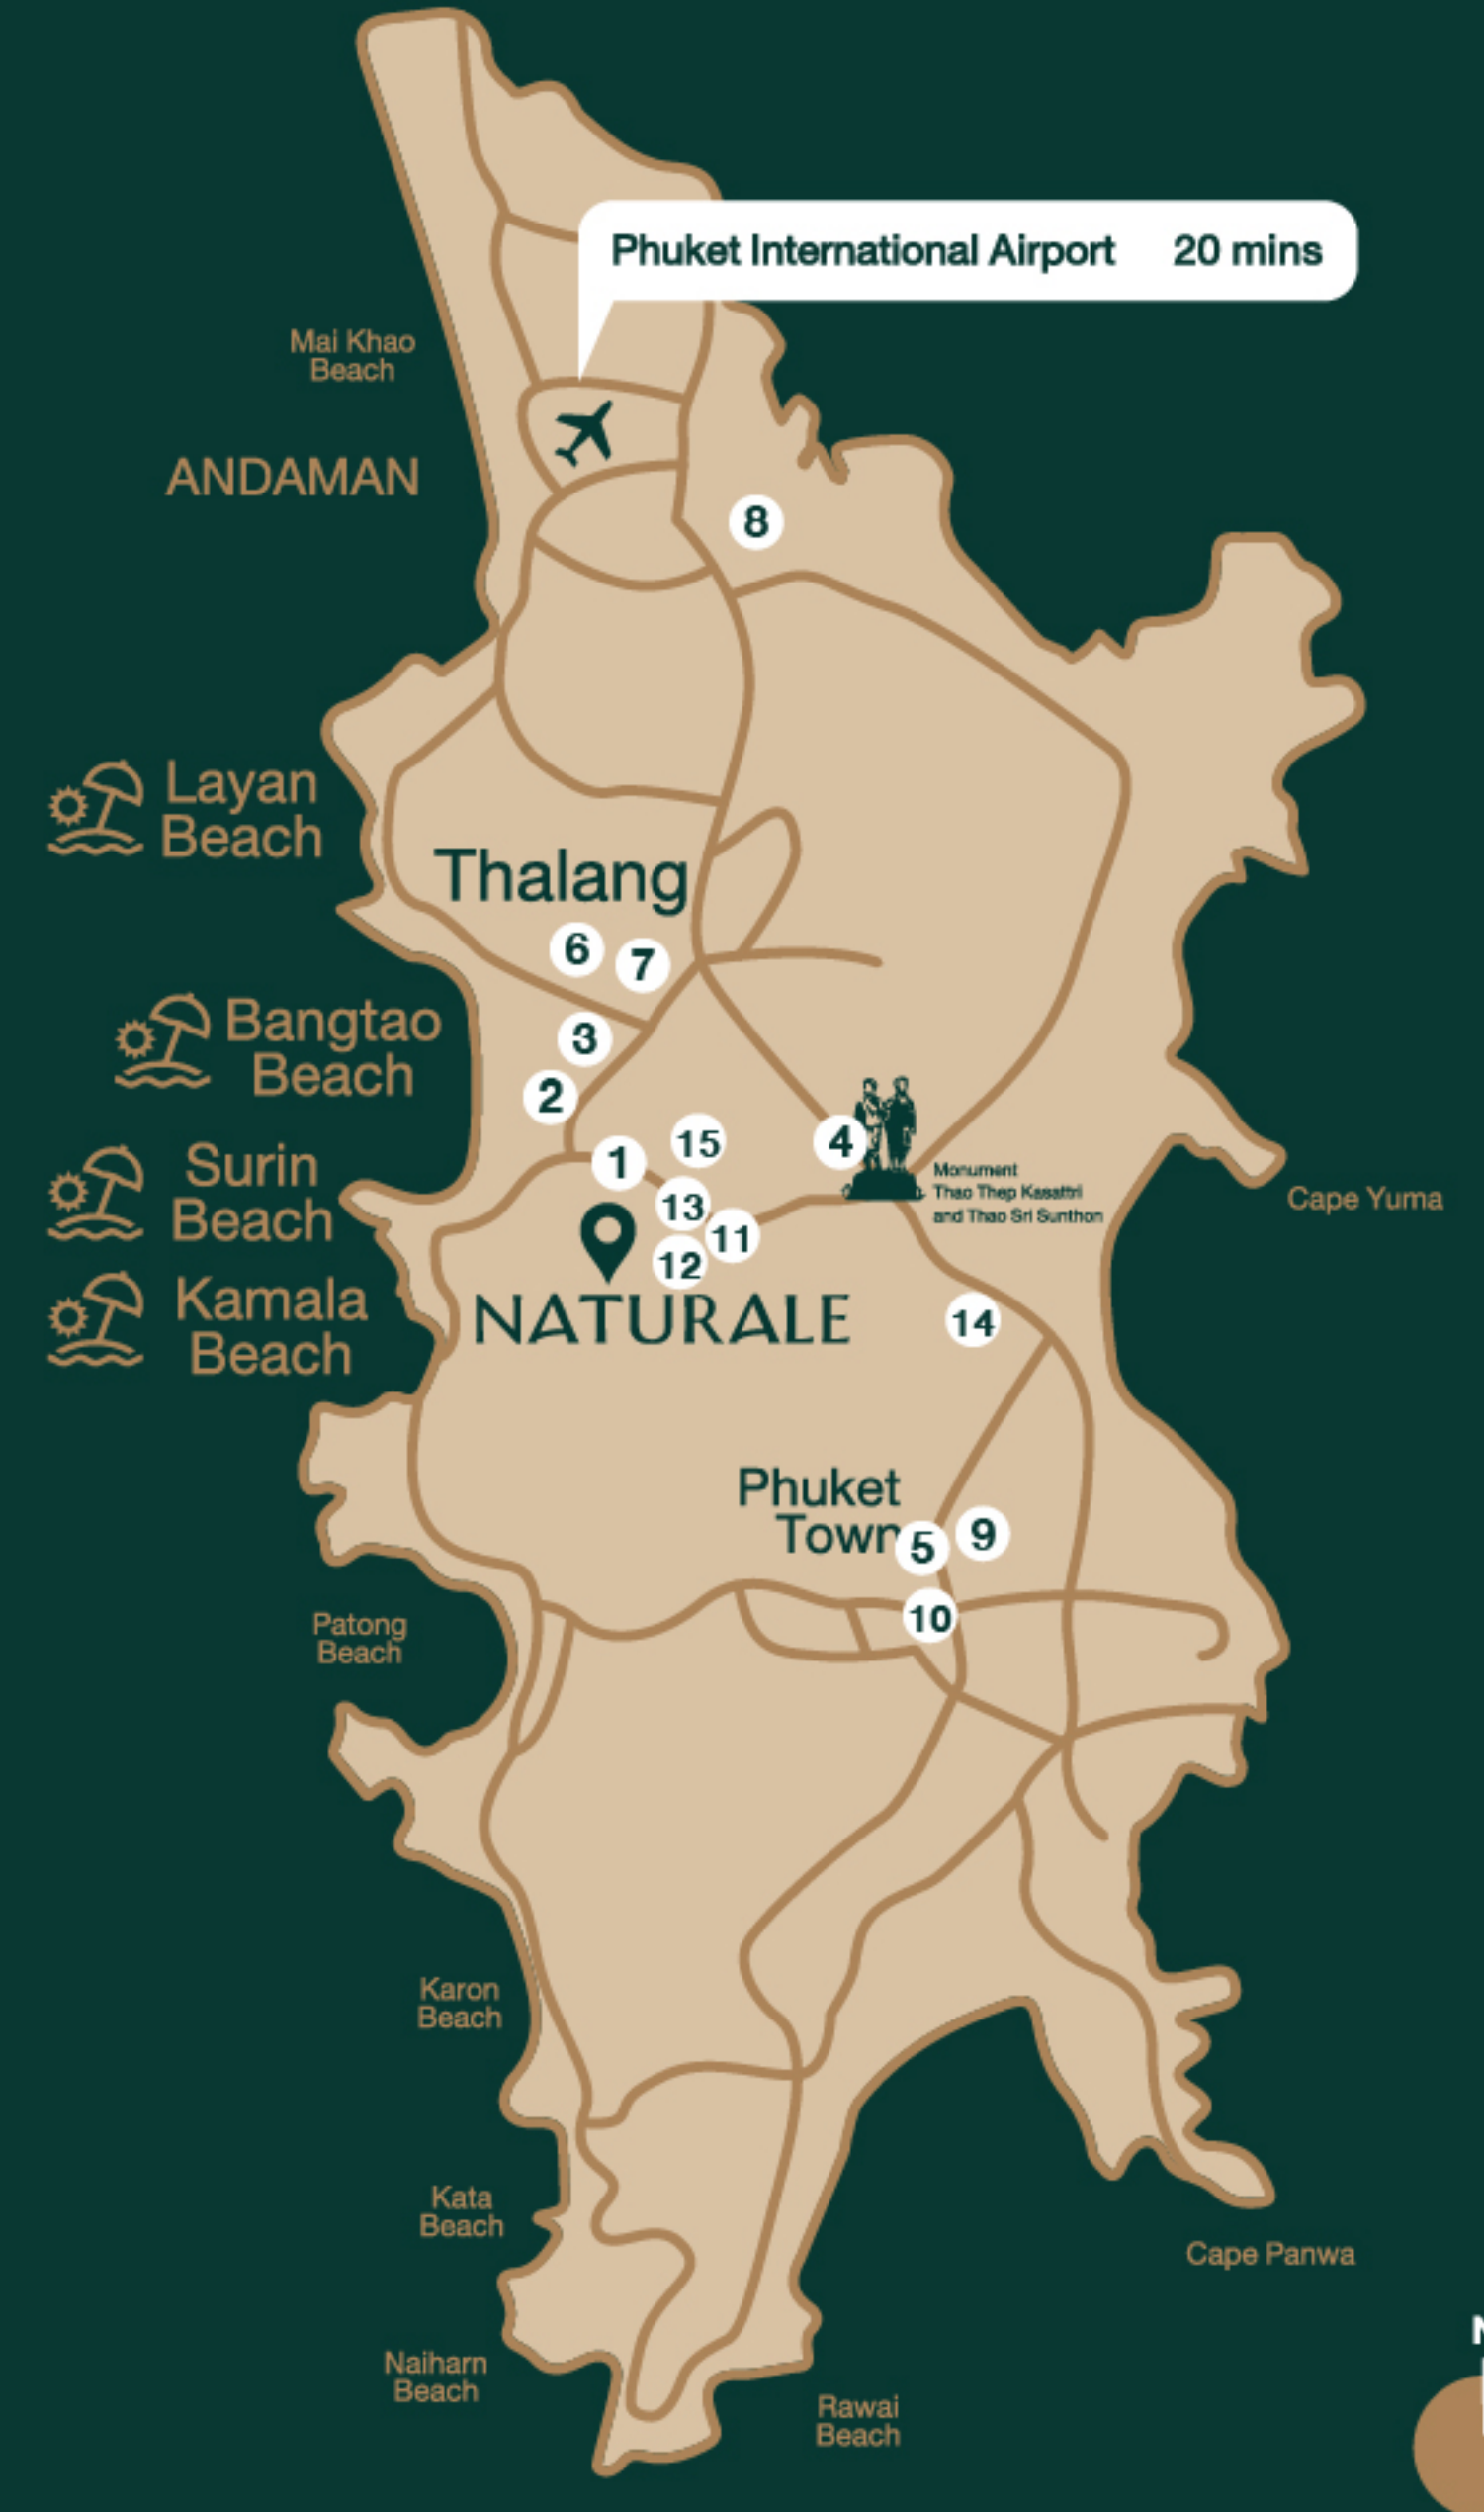 Phuket International Airport 20 mins
Mai Khao
Beach
ANDAMAN
8
Layan
Beach
Thalang
6
7
Bangtao
Beach
3
2
15
4
1
Surin
Beach
Monument
Thao Thep Kasattri
and Thao Sri Sunthon
Cape Yuma
13
11
12
Kamala
Beach
NATURALE
14
Phuket
Town
5
9
10
Patong
Beach
Karon
Beach
Kata
Beach
Cape Panwa
Naiharn
Beach
Rawai
Beach